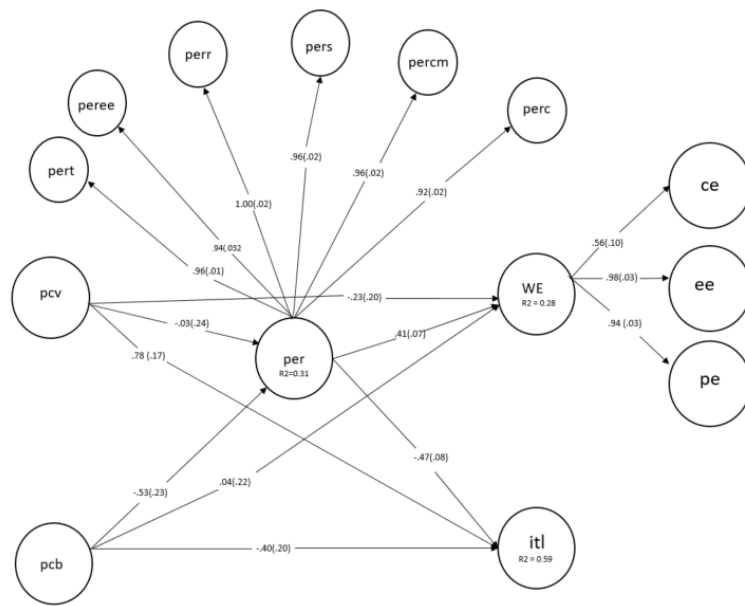 pers
perr
percm
peree
perc
pert
ce
.96(.02)
.96(.02)
.92(.02)
1.00(.02)
.56(.10)
.94(.032
.96(.01)
.98(.03)
ee
pcv
WE
R2 = 0.28
-.23(.20)
-.03(.24)
.41(.07)
.94 (.03)
.78 (.17)
per
R2=0.31
pe
-.47(.08)
-.53(.23)
.04(.22)
itl
R2 = 0.59
-.40(.20)
pcb